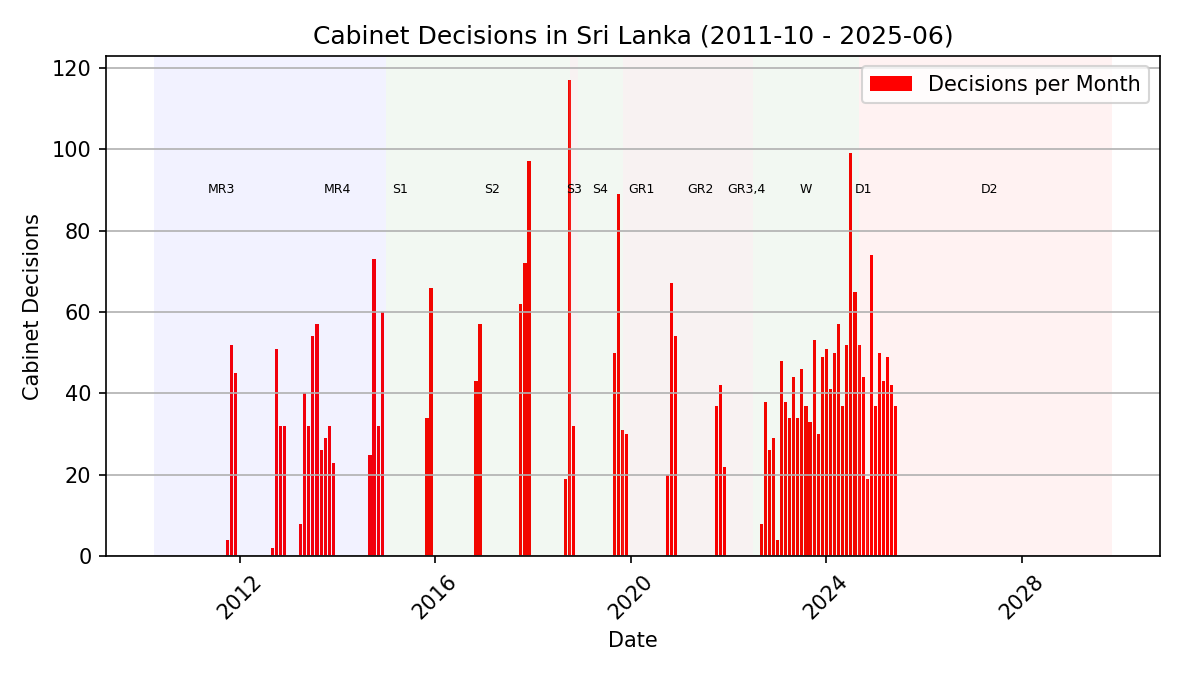 Cabinet Decisions in Sri Lanka (2011-10 - 2025-06)
Decisions per Month
120
100
80
60
40
20
0
Cabinet Decisions
MR3 MR4 S1 S2 S3 S4 GR1 GR2 GR3,4 W D1 D2
2012 2016 2020 2024 2028
Date